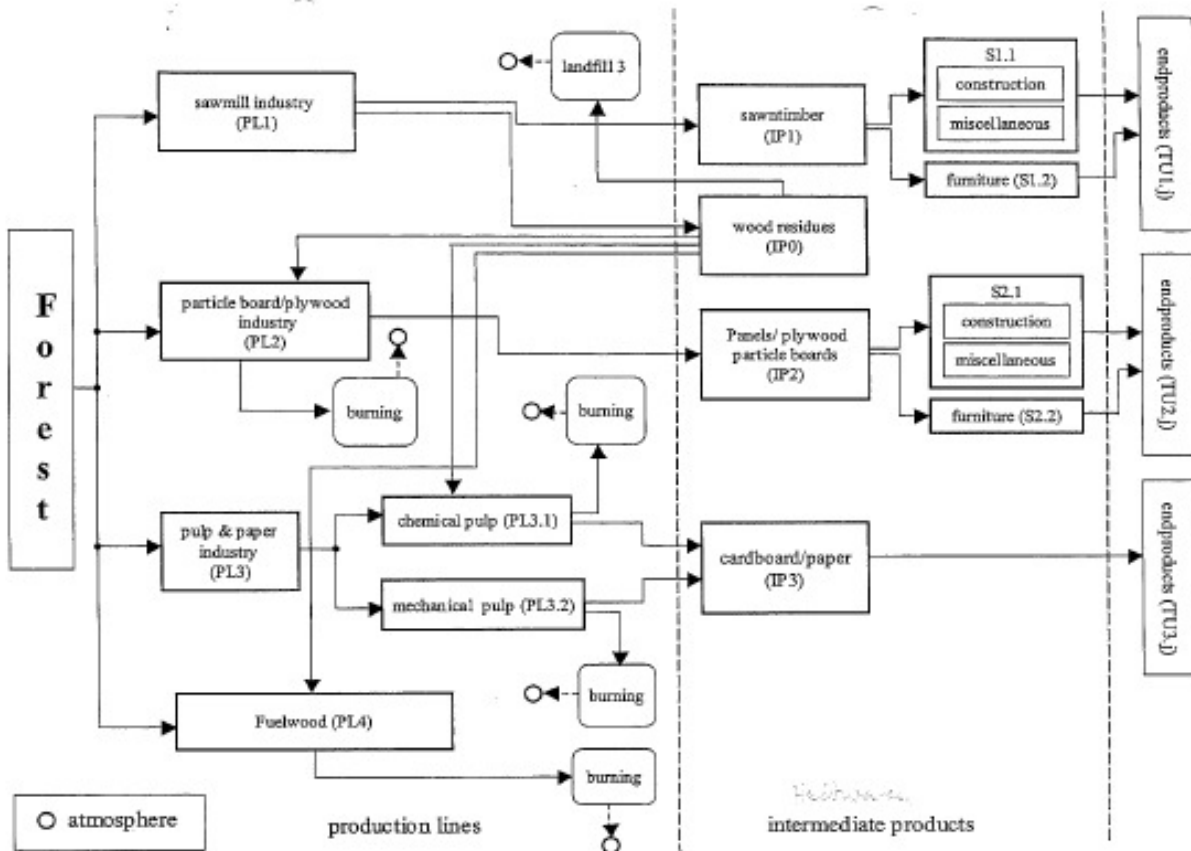 landfill 3
sawmill industry
(PL1)
sawntimber
(IP1)
S1.1
construction
miscellaneous
furniture (S1.2)
endproducts (TU1,j)
wood residues
(IP0)
Forest
particle board/plywood
industry
(PL2)
burning
Panels/ plywood
particle boards
(IP2)
S2.1
construction
miscellaneous
furniture (S2.2)
endproducts (TU2,j)
burning
pulp & paper
industry
(PL3)
chemical pulp (PL3.1)
mechanical pulp (PL3.2)
cardboard/paper
(IP3)
endproducts (TU3,j)
burning
Fuelwood (PL4)
burning
atmosphere
production lines
intermediate products